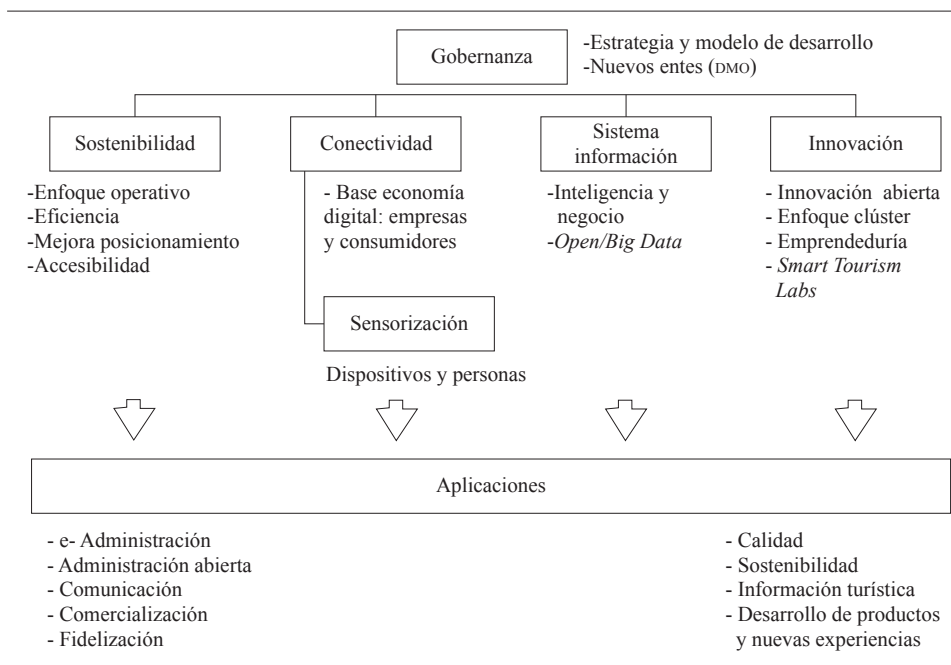 Gobernanza
-Estrategia y modelo de desarrollo
-Nuevos entes (DMO)
Sostenibilidad
-Enfoque operativo
-Eficiencia
-Mejora posicionamiento
-Accesibilidad
Conectividad
- Base economía
digital: empresas
y consumidores
Sensorización
Dispositivos y personas
Sistema
información
-Inteligencia y
negocio
-Open/Big Data
Innovación
- Innovación abierta
- Enfoque clúster
- Emprendeduría
- Smart Tourism
Labs
Aplicaciones
- e- Administración
- Administración abierta
- Comunicación
- Comercialización
- Fidelización
- Calidad
- Sostenibilidad
- Información turística
- Desarrollo de productos
y nuevas experiencias